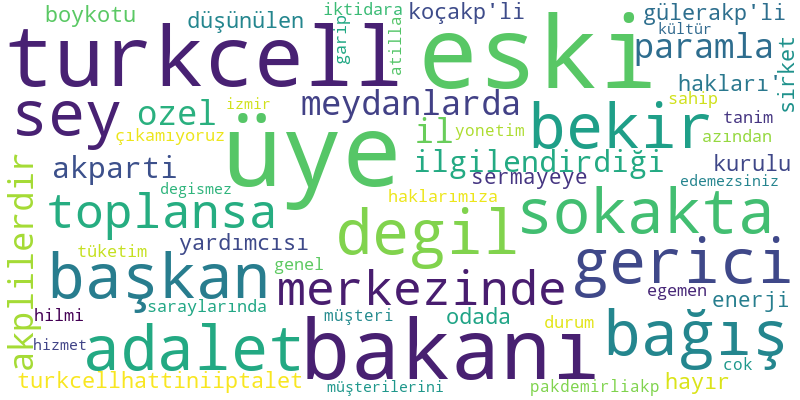 boykotu düşünülen iktidara koçakp'li gülerakp'li
turkcell garip atillaa eski kültür paramla
sey ozel izmir meydanlarda hakları' sirket
çıkamıyoruz üye il yonetim bekir sahip tanim azından
akplilerdir akparti ilgilendirdiği kurulu
degismez haklarımıza sermayeye edemezsiniz
toplansa degil sokakta
tüketim yardımcısı genel gerici
başkan merkezinde egemen enerji
hilmi saraylarında müşteri odada durum bağış
hizmet adalet bakanı cok
turkcellhattiniiptalet müşterilerini pakdemirliakp hayır